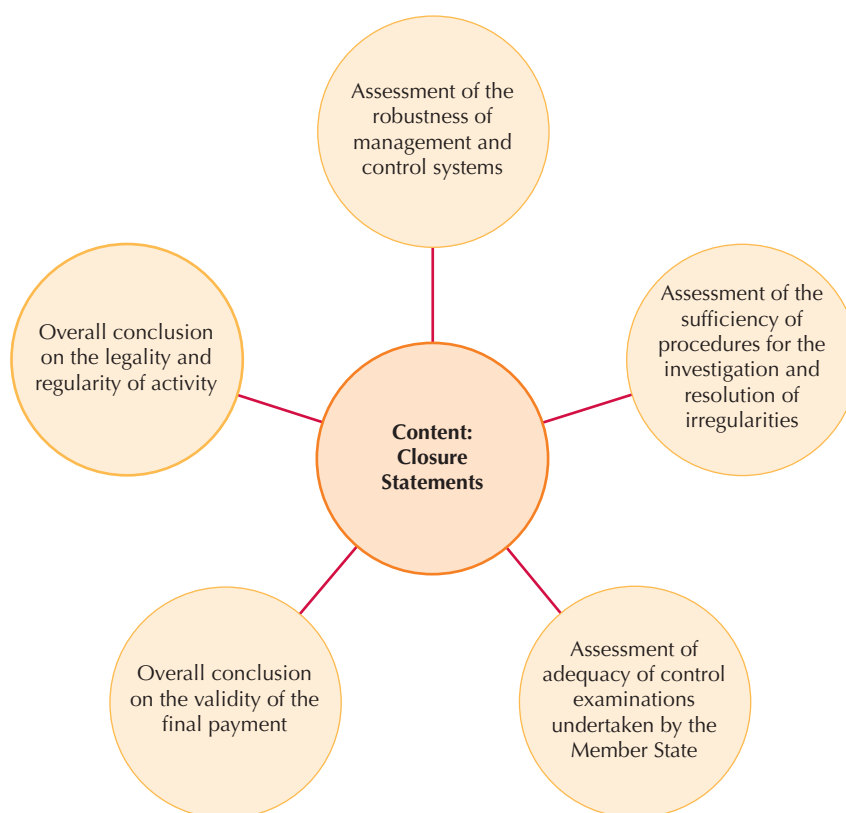 Assessment of the
robustness of
management and
control systems
Assessment of the
sufficiency of
procedures for the
investigation and
resolution of
irregularities
Overall conclusion
on the legality and
regularity of activity
Content:
Closure
Statements
Assessment of
adequacy of control
examinations
undertaken by the
Member State
Overall conclusion
on the validity of the
final payment